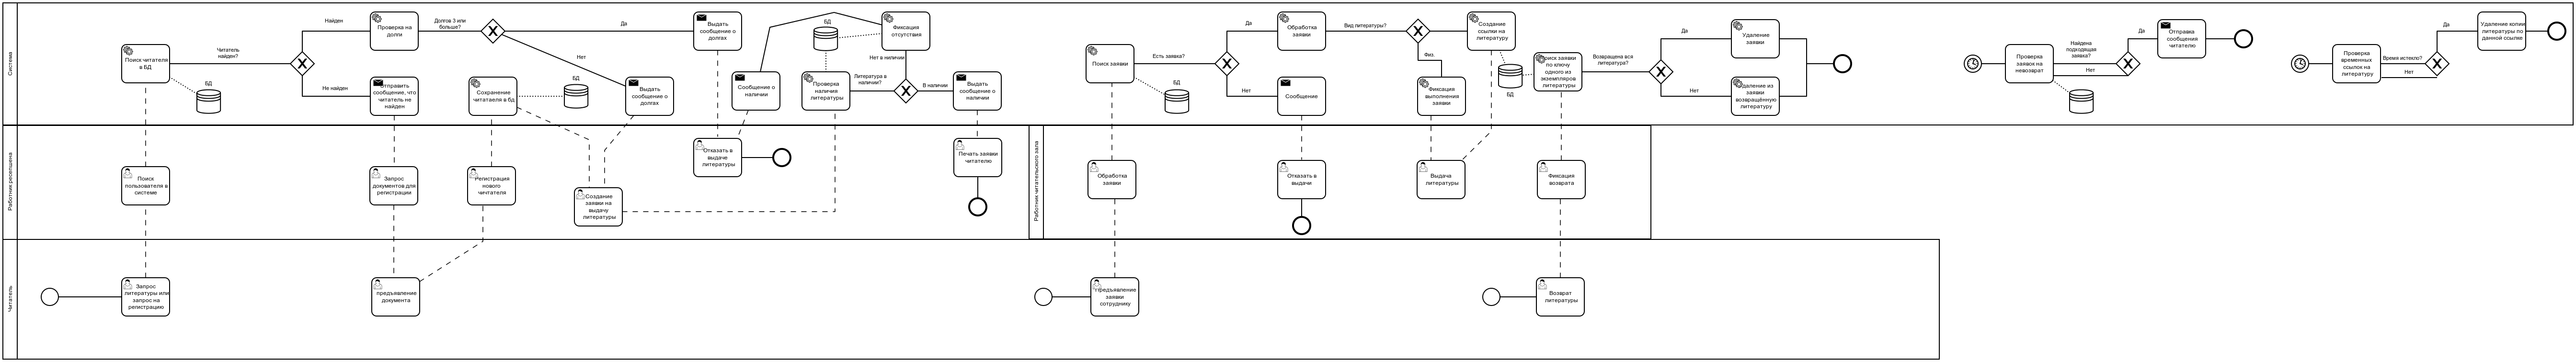 Система
Поиск читателя
в БД
Читатель
найден?
БД
Найден
Не найден
Проверка на
долги
Отправить
сообщение, что
читатель не
найден
Долгов 3 или
больше?
Да
Нет
Сохранение
читатаеля в бд
БД
Выдать
сообщение о
долгах
Выдать
сообщение о
долгах
Сообщение о
наличии
БД
Проверка
наличия
литературы
Фиксация
отсутствия
Нет в наличии
Литература в
наличии?
В наличии
Выдать
сообщение о
наличии
Поиск заявки
БД
Есть заявка?
Да
Нет
Обработка
заявки
Сообщение
Вид литературы?
Физ.
Фиксация
выполнения
заявки
Создание
ссылки на
литературу
БД
Поиск заявки
по ключу
одного из
экземпляров
литературы
Возвращена вся
литература?
Да
Нет
Удаление
заявки
Удаление из
заявки
возвращённую
литературу
Проверка
заявок на
невозврат
Найдена
подходящая
заявка?
Да
Нет
Отправка
сообщения
читателю
Проверка
временных
ссылок на
литературу
Время истекло?
Да
Нет
Удаление копии
литературы по
данной ссылке
Работник ресепшена
Поиск
пользователя в
системе
Запрос
документов для
регистрации
Регистрация
нового
чичтателя
Создание
заявки на
выдачу
литературы
Отказать в
выдаче
литературы
Печать заявки
читателю
Работник читательского зала
Обработка
заявки
Отказать в
выдачи
Выдача
литературы
Фиксация
возврата
Читатель
Запрос
литературы или
запрос на
регистрацию
предъявление
документа
Предъявление
заявки
сотруднику
Возврат
литературы